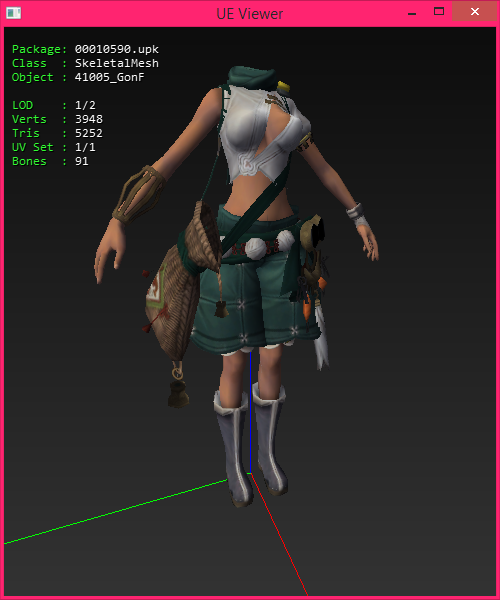 UE Viewer
Package: 00010590.upk
Class : SkeletalMesh
Object : 41005_GonF
LOD : 1/2
Verts : 3948
Tris : 5252
UV Set : 1/1
Bones : 91